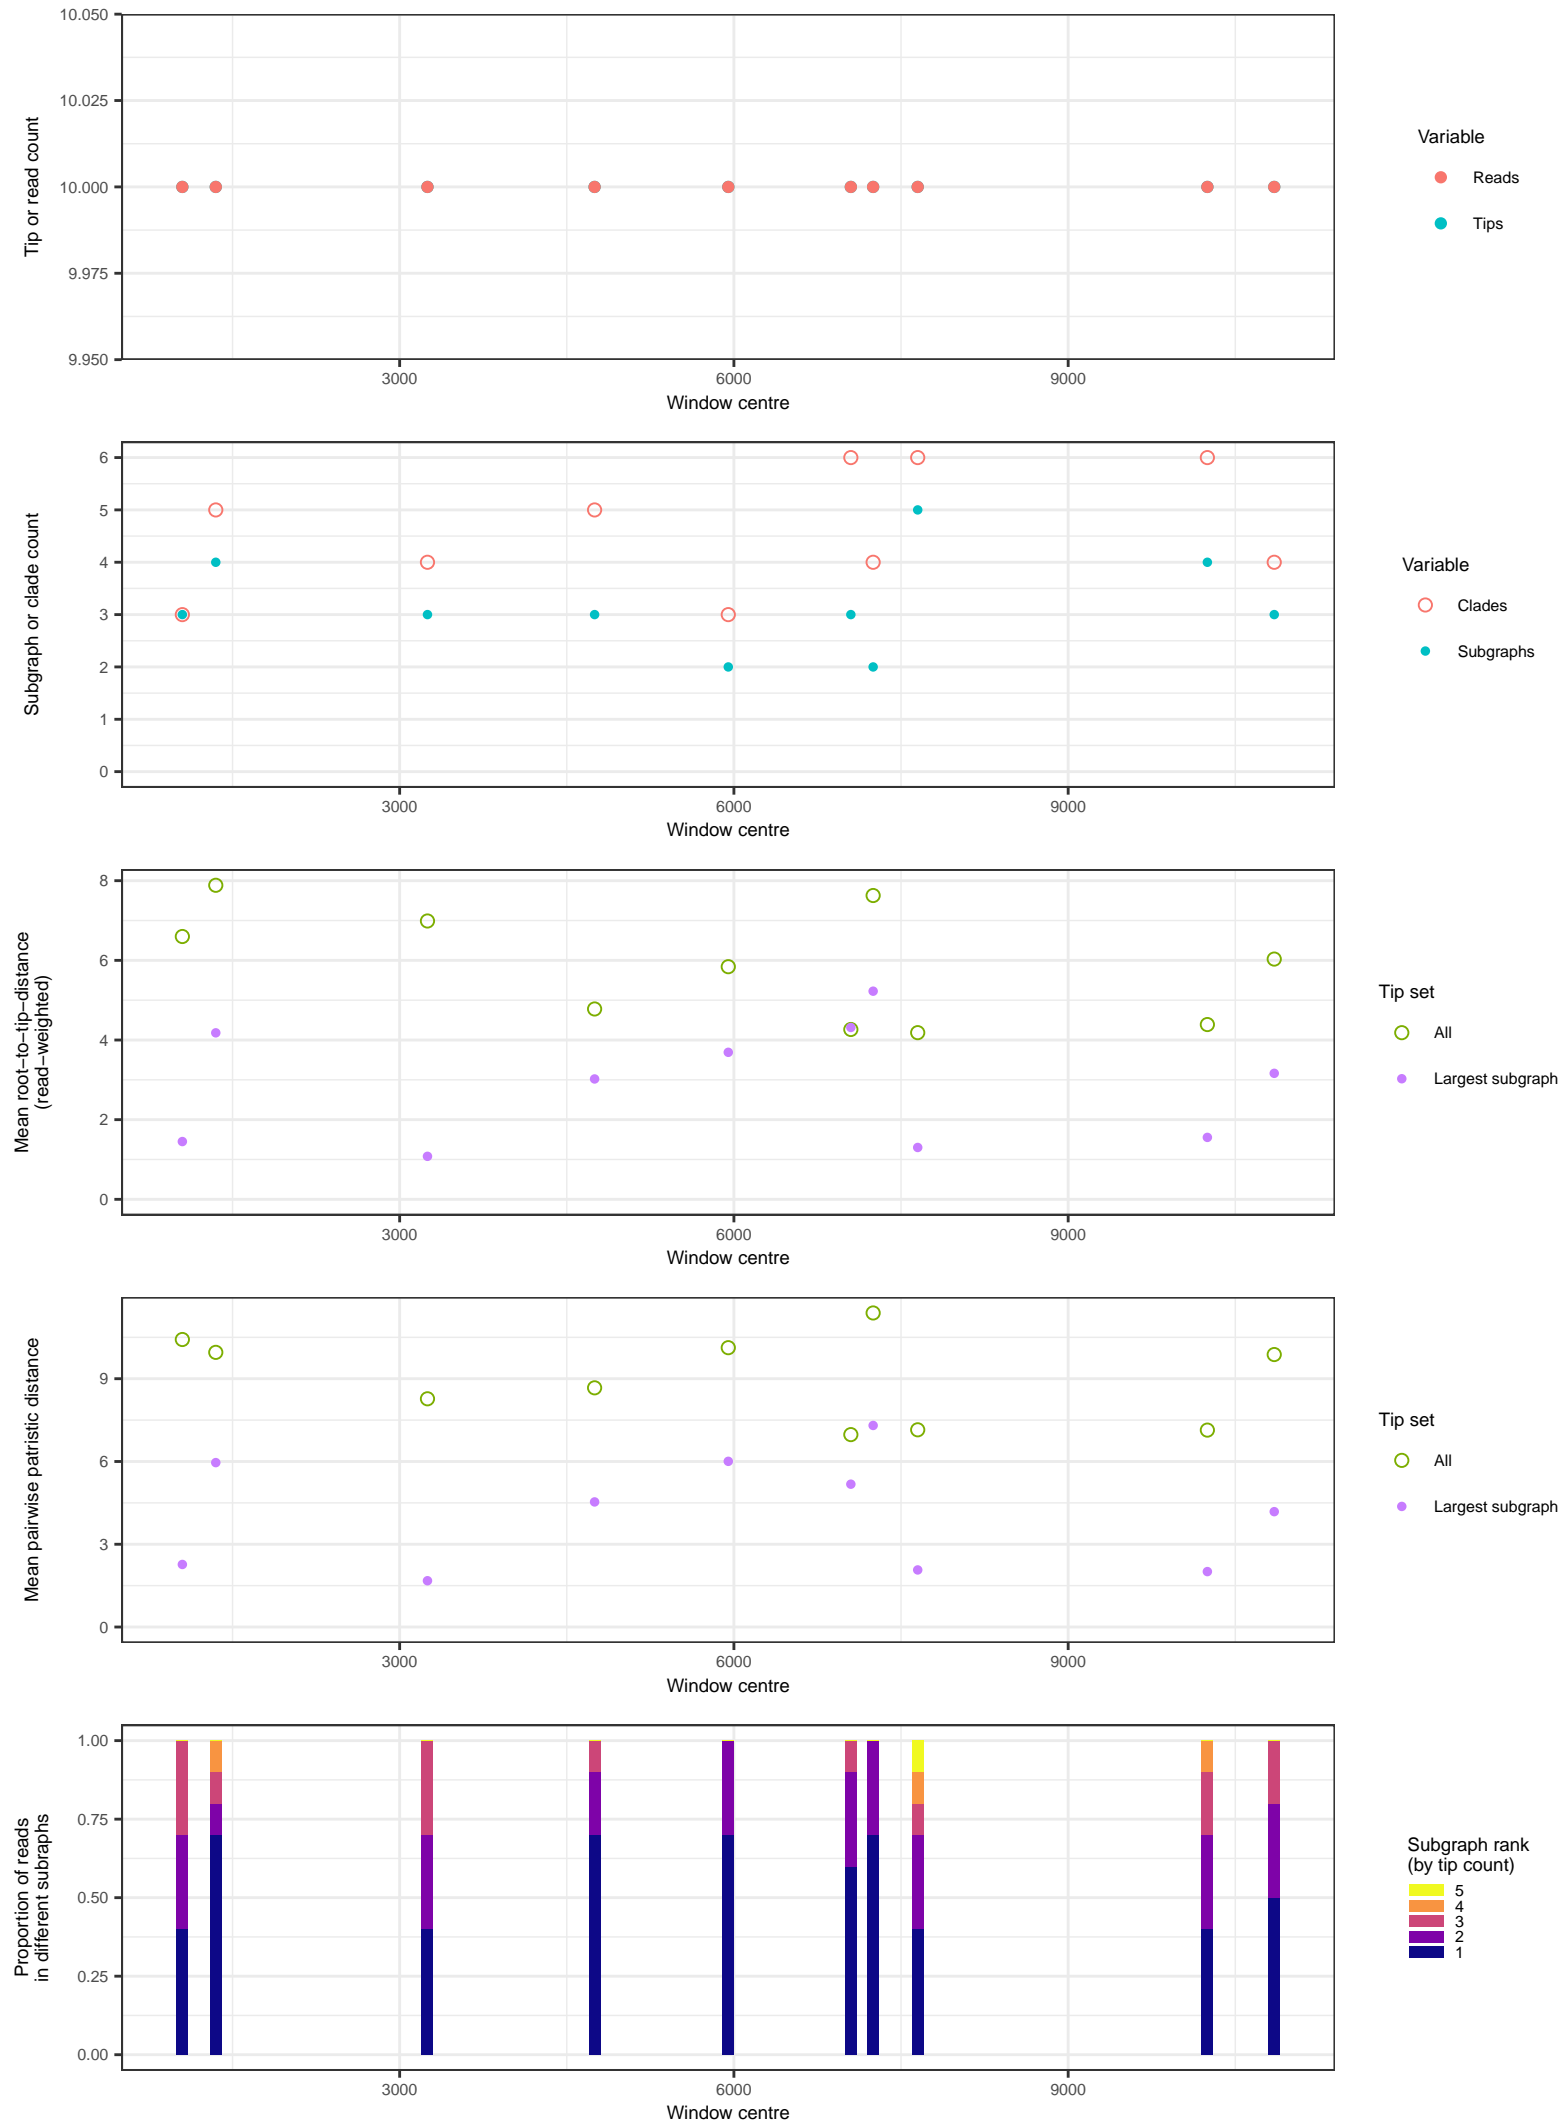 10.050
10.025
10.000
9.975
9.950
Tip or read count
3000
6000
9000
Window centre
Variable
Reads
Tips
6
5
4
3
2
1
0
Subgraph or clade count
3000
6000
9000
Window centre
Variable
Clades
Subgraphs
8
6
4
2
0
Mean root−to−tip−distance
(read−weighted)
3000
6000
9000
Window centre
Tip set
All
Largest subgraph
9
6
3
0
Mean pairwise patristic distance
3000
6000
9000
Window centre
Tip set
All
Largest subgraph
1.00
0.75
0.50
0.25
0.00
Proportion of reads
in different subraphs
3000
6000
9000
Window centre
Subgraph rank
(by tip count)
5
4
3
2
1